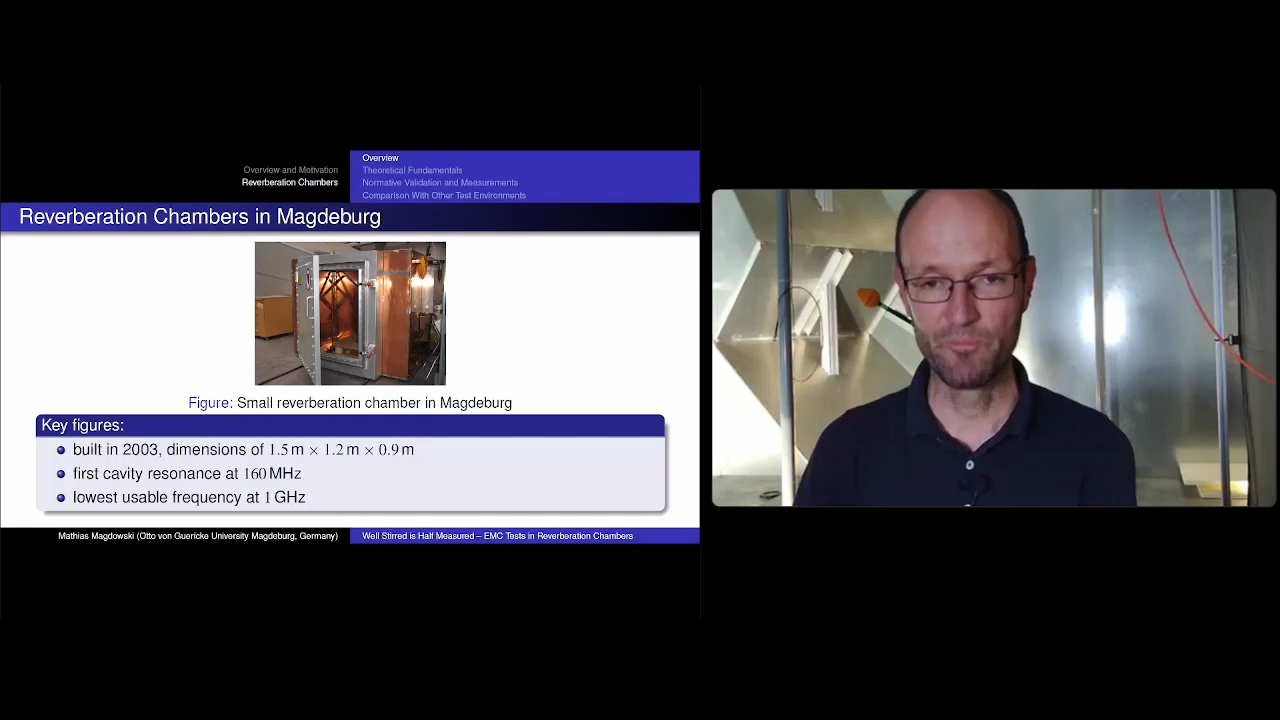 Overview and Motivation
Reverberation Chambers
Overview
Theoretical Fundamentals
Normative Validation and Measurements
Comparison With Other Test Environments
Reverberation Chambers in Magdeburg
Figure: Small reverberation chamber in Magdeburg
Key figures:
built in 2003, dimensions of 1.5 m × 1.2 m × 0.9 m
first cavity resonance at 160 MHz
lowest usable frequency at 1 GHz
Mathias Magdowski (Otto von Guericke University Magdeburg, Germany)
Well Stirred is Half Measured – EMC Tests in Reverberation Chambers